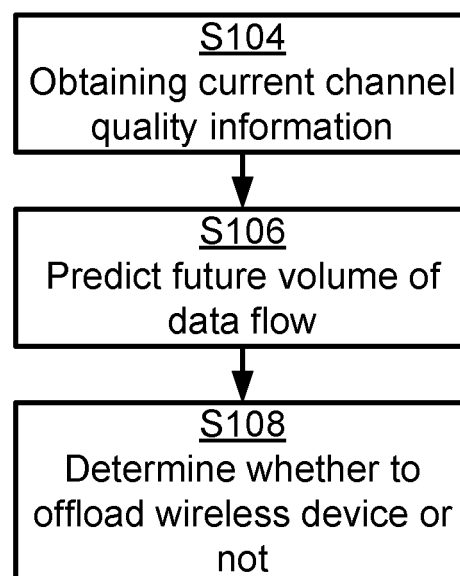 S104
Obtaining current channel
quality information
S106
Predict future volume of
data flow
S108
Determine whether to
offload wireless device or
not